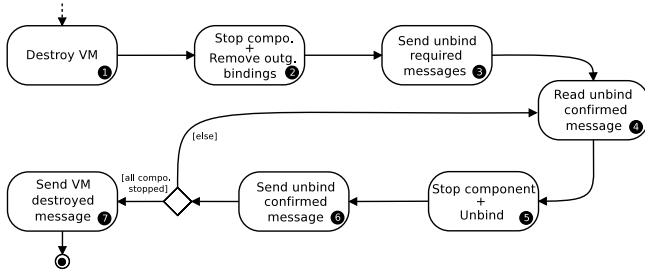 Destroy VM
1
Stop compo.
+
Remove outg.
bindings
2
Send unbind
required
messages
3
Read unbind
confirmed
message
4
[else]
[all compo.
stopped]
Send VM
destroyed
message
7
Send unbind
confirmed
message
6
Stop component
+
Unbind
5